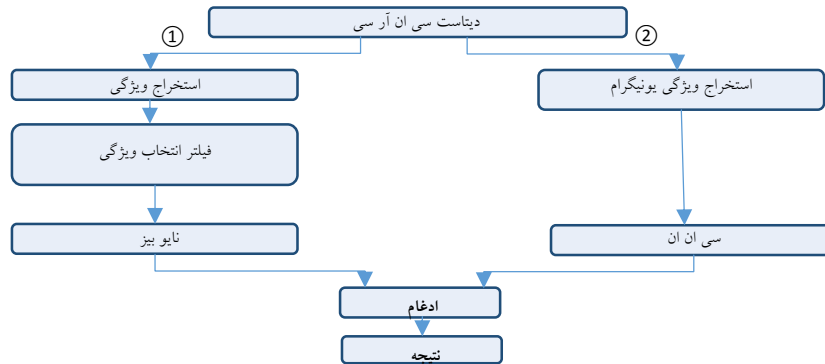 دیتاست سی ان آر سی
①
②
استخراج ویژگی
استخراج ویژگی یونیگرام
فیلتر انتخاب ویژگی
نایو بیز
سی ان ان
ادغام
نتیجه